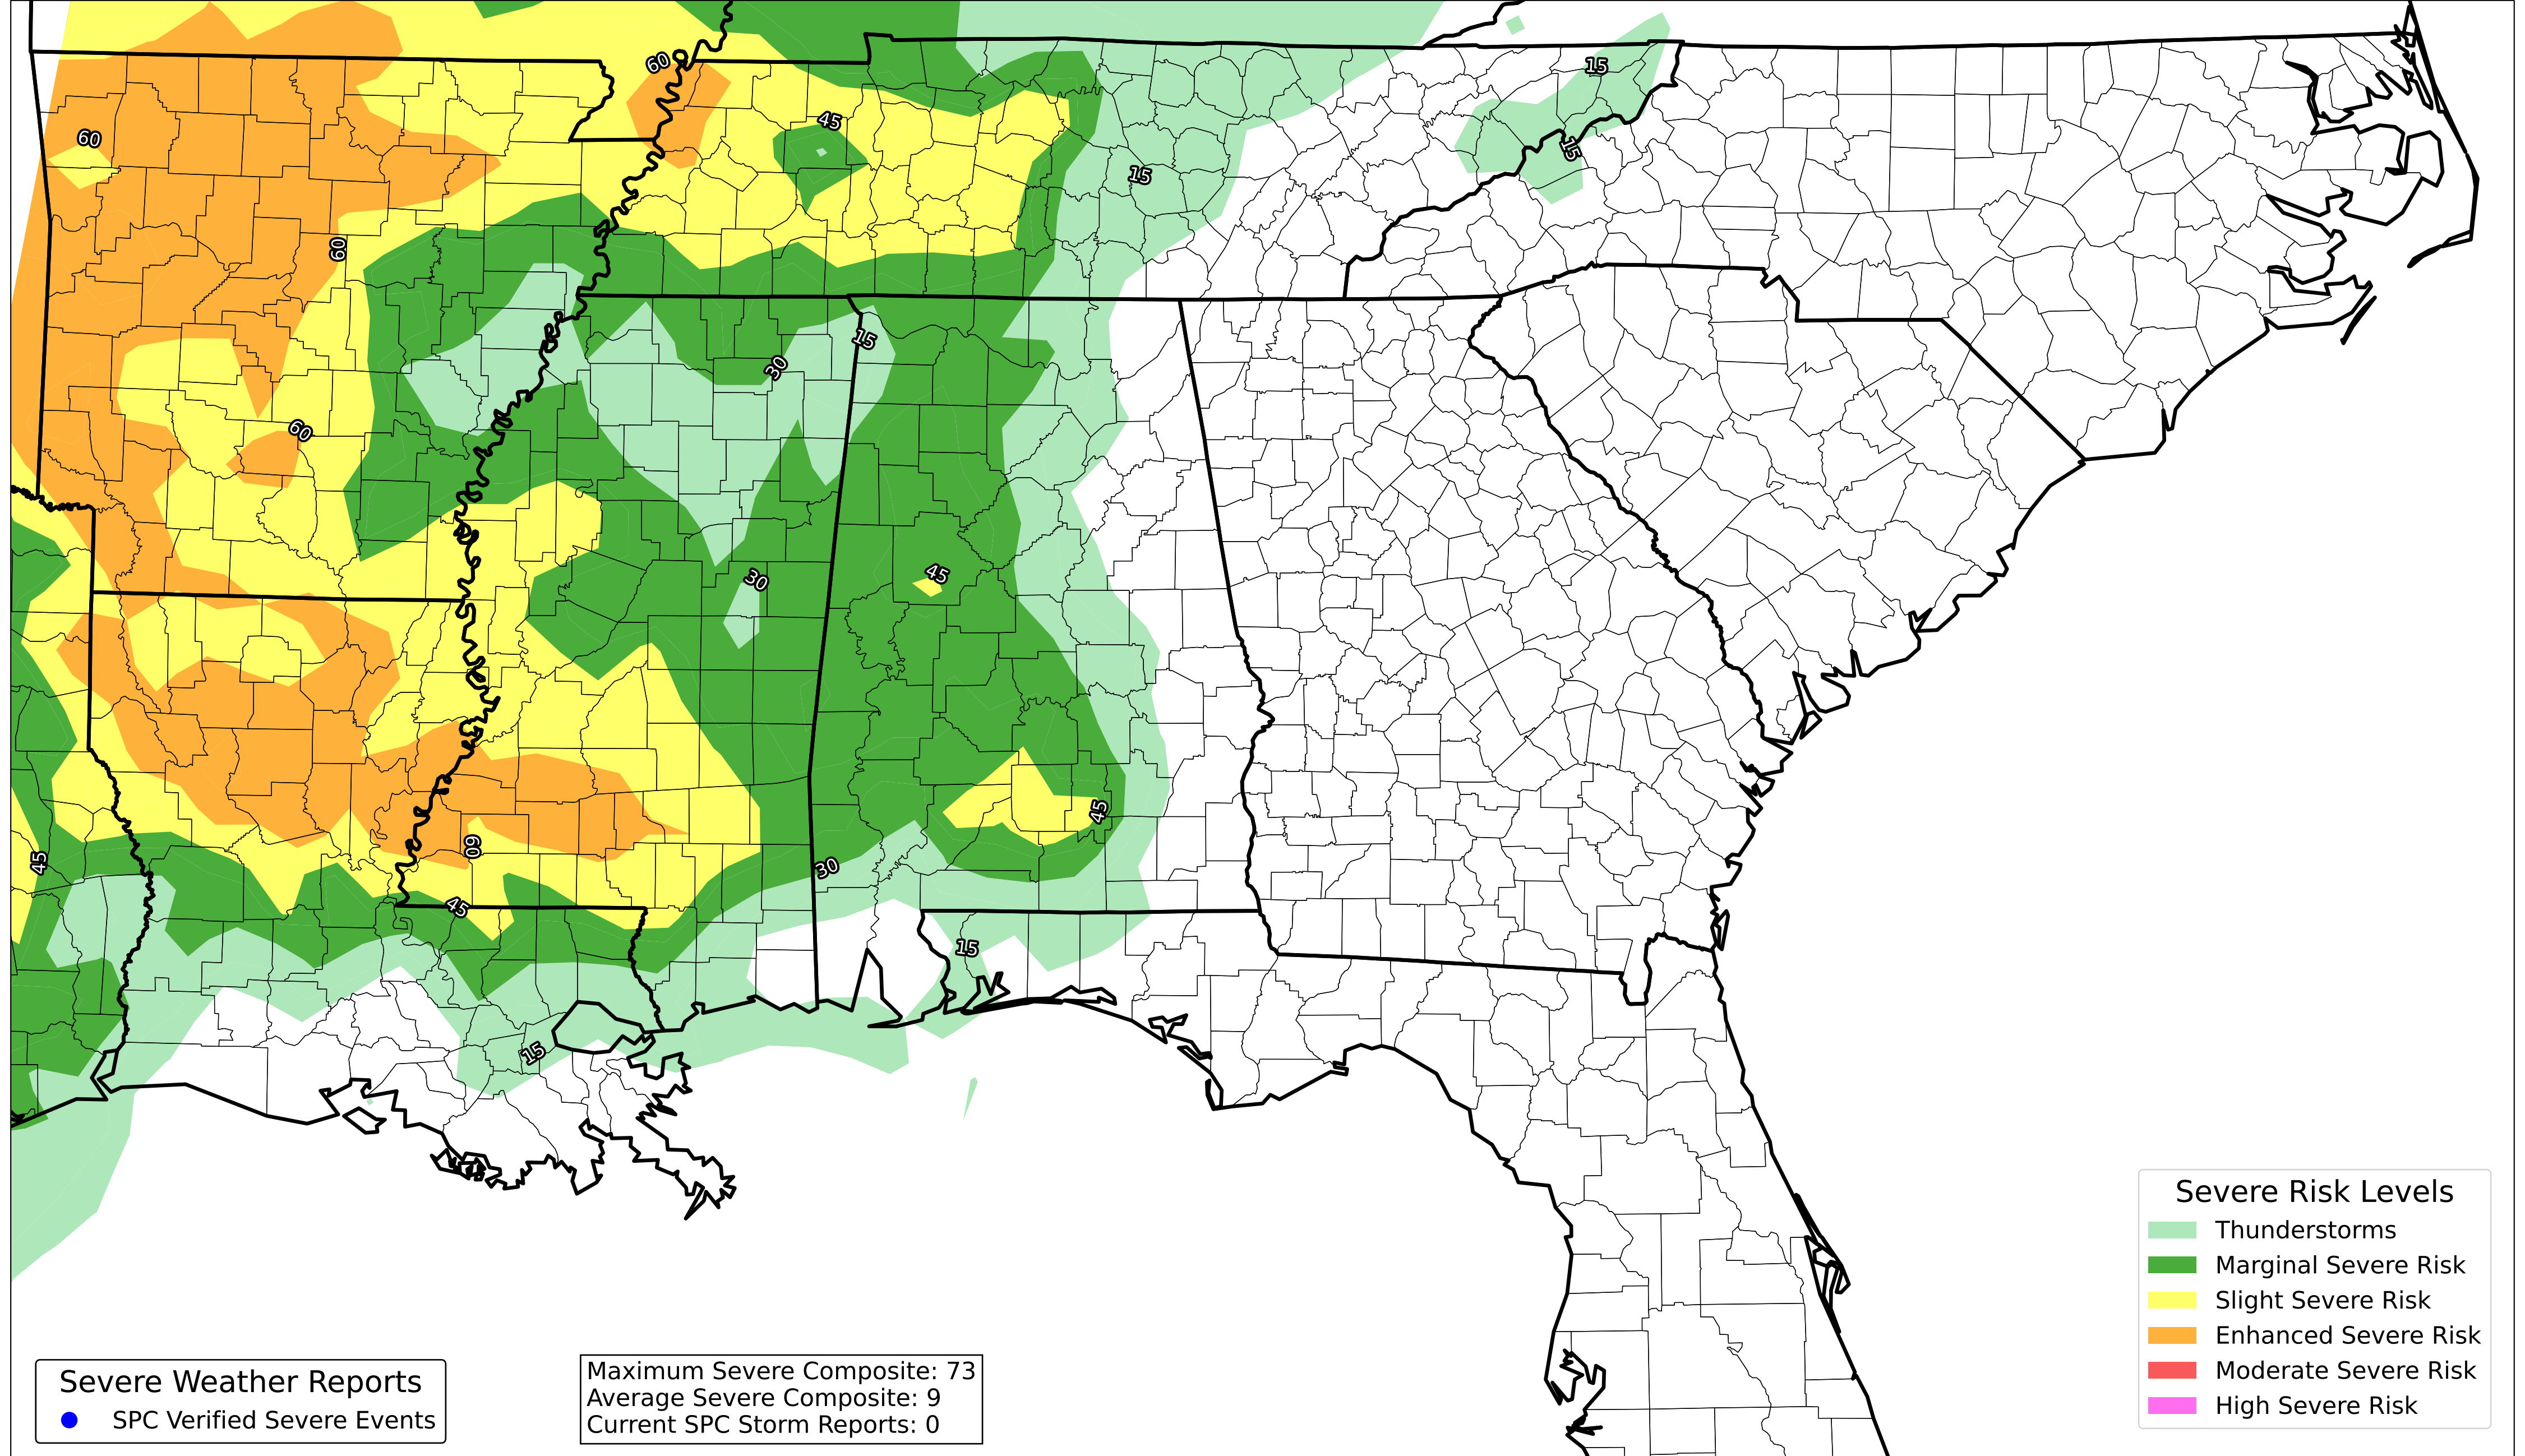 60
15
45
60
15
15
60
15
30
60
45
30
45
45
60
30
45
15
15
Severe Risk Levels
Thunderstorms
Marginal Severe Risk
Slight Severe Risk
Enhanced Severe Risk
Moderate Severe Risk
High Severe Risk
Severe Weather Reports
SPC Verified Severe Events
Maximum Severe Composite: 73
Average Severe Composite: 9
Current SPC Storm Reports: 0